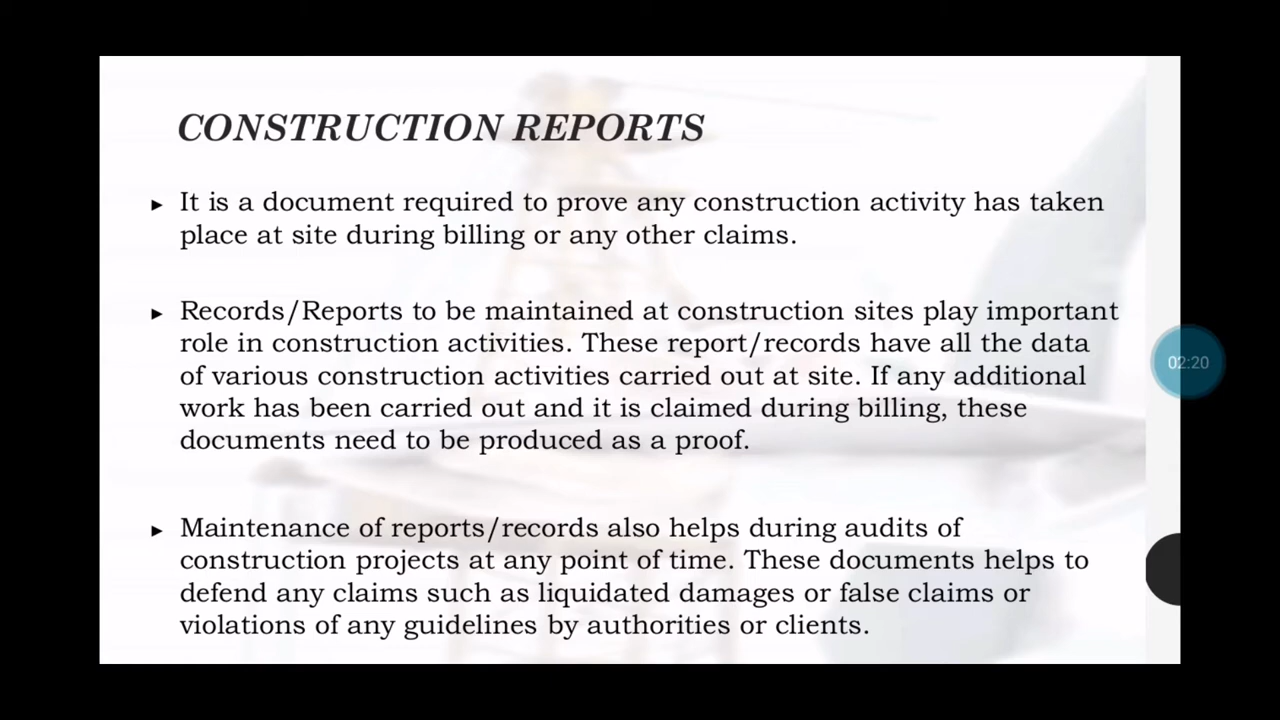 CONSTRUCTION REPORTS
It is a document required to prove any construction activity has taken
place at site during billing or any other claims.
Records/Reports to be maintained at construction sites play important
role in construction activities. These report/records have all the data
of various construction activities carried out at site. If any additional
work has been carried out and it is claimed during billing, these
documents need to be produced as a proof.
Maintenance of reports/records also helps during audits of
construction projects at any point of time. These documents helps to
defend any claims such as liquidated damages or false claims or
violations of any guidelines by authorities or clients.
02:20